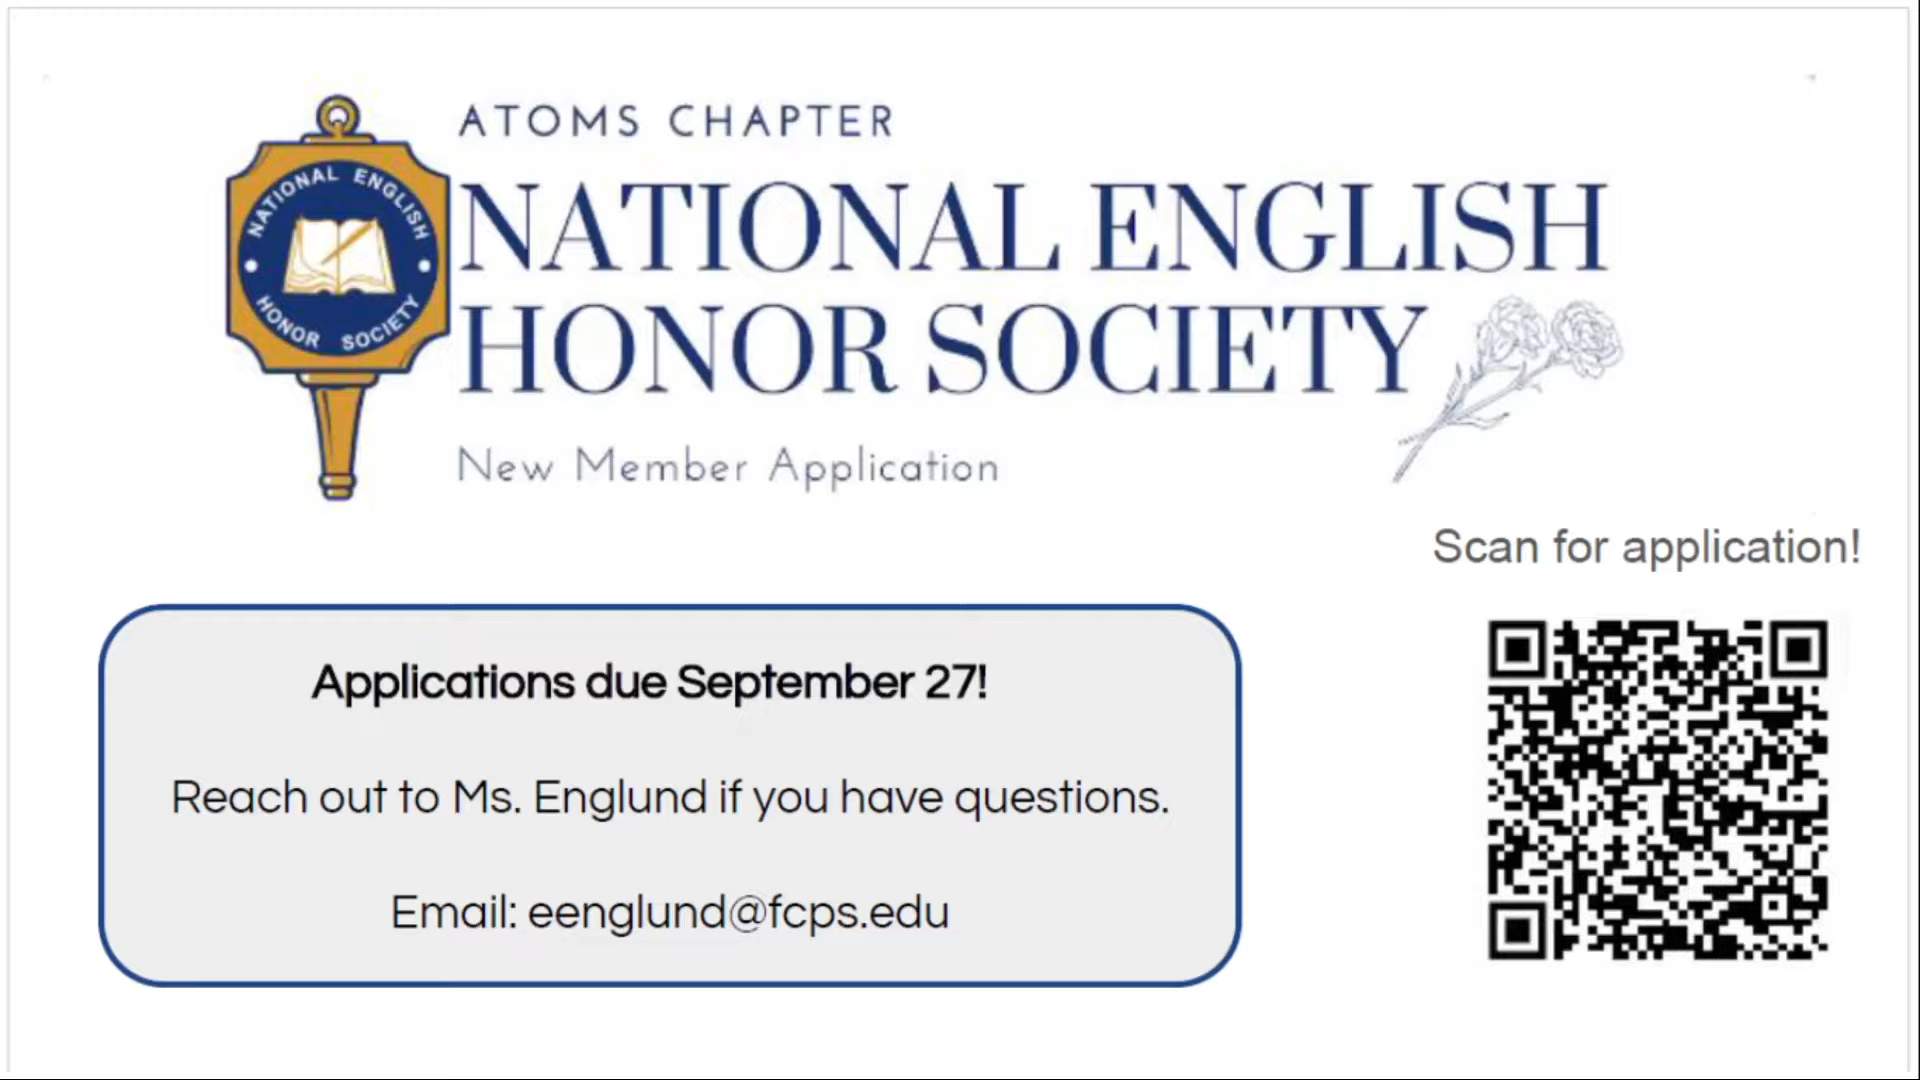 ATOMS CHAPTER
NATIONAL ENGLISH
HONOR SOCIETY
NATIONAL ENGLISH
HONOR SOCIETY
New Member Application
Scan for application!
Applications due September 27!
Reach out to Ms. Englund if you have questions.
Email: eenglund@fcps.edu